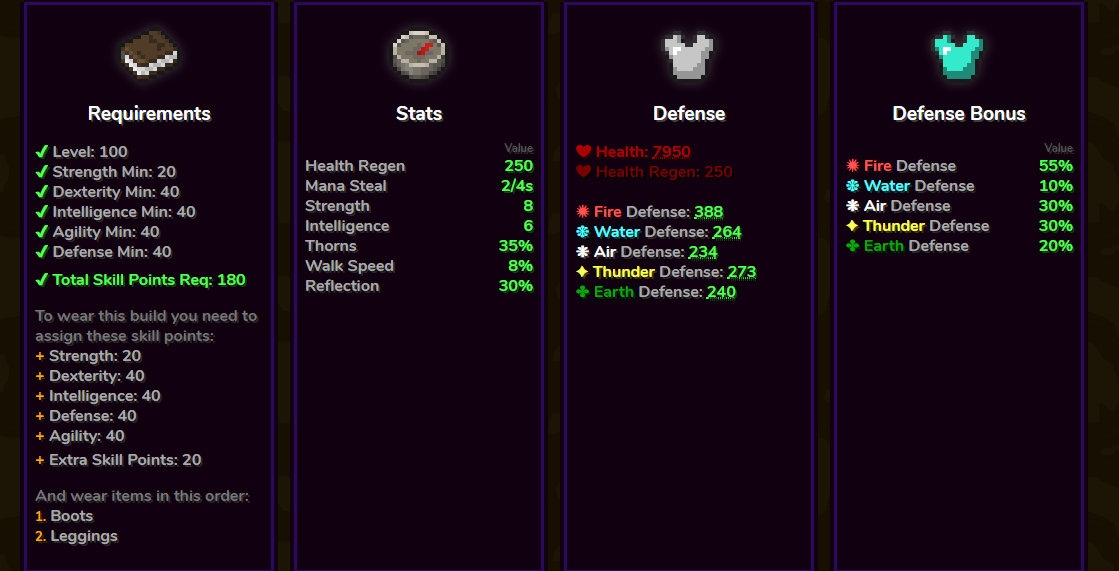 Requirements
✔ Level: 100
✔ Strength Min: 20
✔ Dexterity Min: 40
✔ Intelligence Min: 40
✔ Agility Min: 40
✔ Defense Min: 40
✔ Total Skill Points Req: 180
To wear this build you need to
assign these skill points:
+ Strength: 20
+ Dexterity: 40
+ Intelligence: 40
+ Defense: 40
+ Agility: 40
+ Extra Skill Points: 20
And wear items in this order:
1. Boots
2. Leggings
Stats
Value
Health Regen 250
Mana Steal 2/4s
Strength 8
Intelligence 6
Thorns 35%
Walk Speed 8%
Reflection 30%
Defense
❤ Health: 7950
❤ Health Regen: 250
✹ Fire Defense: 388
❉ Water Defense: 264
❋ Air Defense: 234
✦ Thunder Defense: 273
✤ Earth Defense: 240
Defense Bonus
Value
✹ Fire Defense 55%
❉ Water Defense 10%
❋ Air Defense 30%
✦ Thunder Defense 30%
✤ Earth Defense 20%